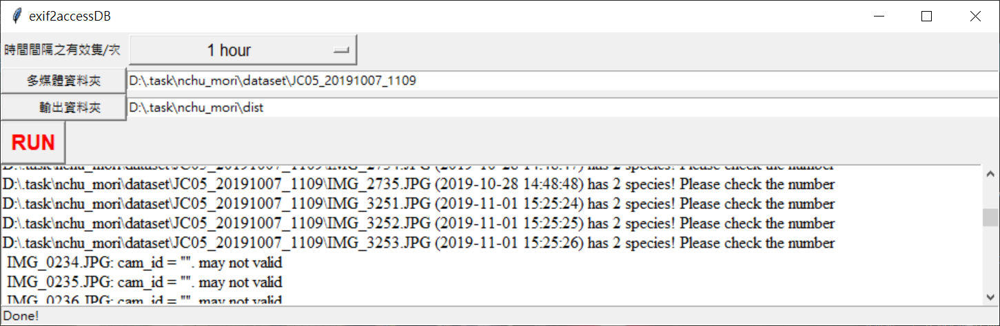 exif2accessDB
時間間隔之有效隻/次 1 hour
多媒體資料夾 D:\.task\nchu_mori\dataset\JC05_20191007_1109
輸出資料夾 D:\.task\nchu_mori\dist
RUN
D:\.task\nchu_mori\dataset\JC05_20191007_1109\IMG_2734.JPG (2019-10-28 14:48:47) has 2 species! Please check the number
D:\.task\nchu_mori\dataset\JC05_20191007_1109\IMG_2735.JPG (2019-10-28 14:48:48) has 2 species! Please check the number
D:\.task\nchu_mori\dataset\JC05_20191007_1109\IMG_3251.JPG (2019-11-01 15:25:24) has 2 species! Please check the number
D:\.task\nchu_mori\dataset\JC05_20191007_1109\IMG_3252.JPG (2019-11-01 15:25:25) has 2 species! Please check the number
D:\.task\nchu_mori\dataset\JC05_20191007_1109\IMG_3253.JPG (2019-11-01 15:25:26) has 2 species! Please check the number
IMG_0234.JPG: cam_id = "". may not valid
IMG_0235.JPG: cam_id = "". may not valid
IMG_0236.JPG: cam_id = "". may not valid
Done!